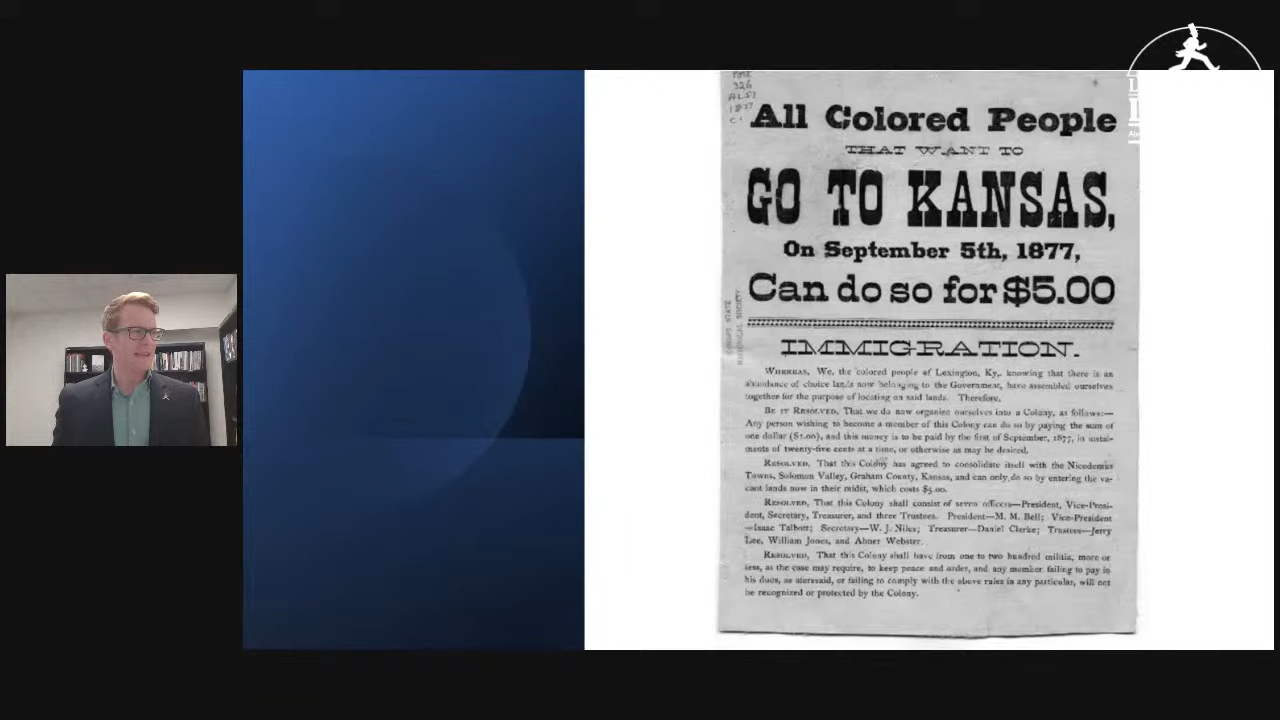 All Colored People
THAT WANT TO
GO TO KANSAS,
On September 5th, 1877,
Can do so for $5.00
IMMIGRATION.
WHEREAS, We, the colored people of Lexington, Ky,. knowing that there is an
abundance of choice lands now belonging to the Government, have assembled ourselves
together for the purpose of locating on said lands. Therefore,
BE IT RESOLVED, That we do now organize ourselves into a Colony, as follows:—
Any person wishing to become a member of this Colony can do so by paying the sum of
one dollar ($1.00), and this money is to be paid by the first of September, 1877, in instal-
ments of twenty-five cents at a time, or otherwise as may be desired.
RESOLVED, That this Colony has agreed to consolidate itself with the Nicodemus
Towns, Solomon Valley, Graham County, Kansas, and can only do so by entering the va-
cant lands now in their midst, which costs $5.00.
RESOLVED, That this Colony shall consist of seven officers—President, Vice-Presi-
dent, Secretary, Treasurer, and three Trustees. President—M. M. Bell; Vice-President
—Isaac Talbott; Secretary—W. J. Niles; Treasurer—Daniel Clarke; Trustees—Jerry
Lee, William Jones, and Abner Webster.
RESOLVED, That this Colony shall have from one to two hundred militia, more or
less, as the case may require, to keep peace and order, and any member failing to pay in
his dues, as aforesaid, or failing to comply with the above rules in any particular, will not
be recognized or protected by the Colony.